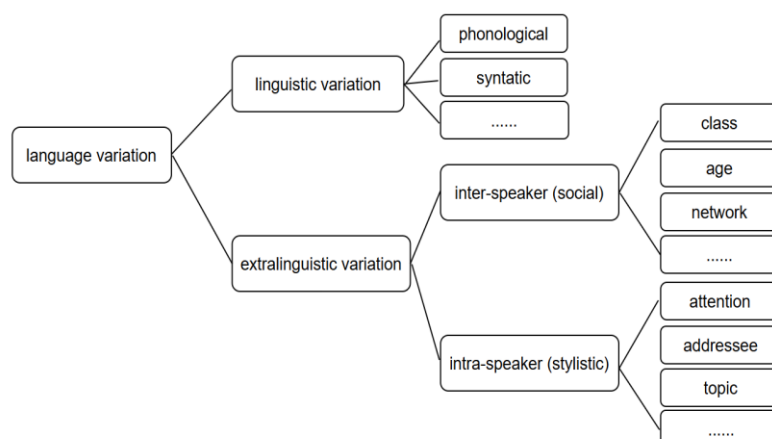 language variation
linguistic variation
phonological
syntatic
......
extralinguistic variation
inter-speaker (social)
class
age
network
......
intra-speaker (stylistic)
attention
addressee
topic
......